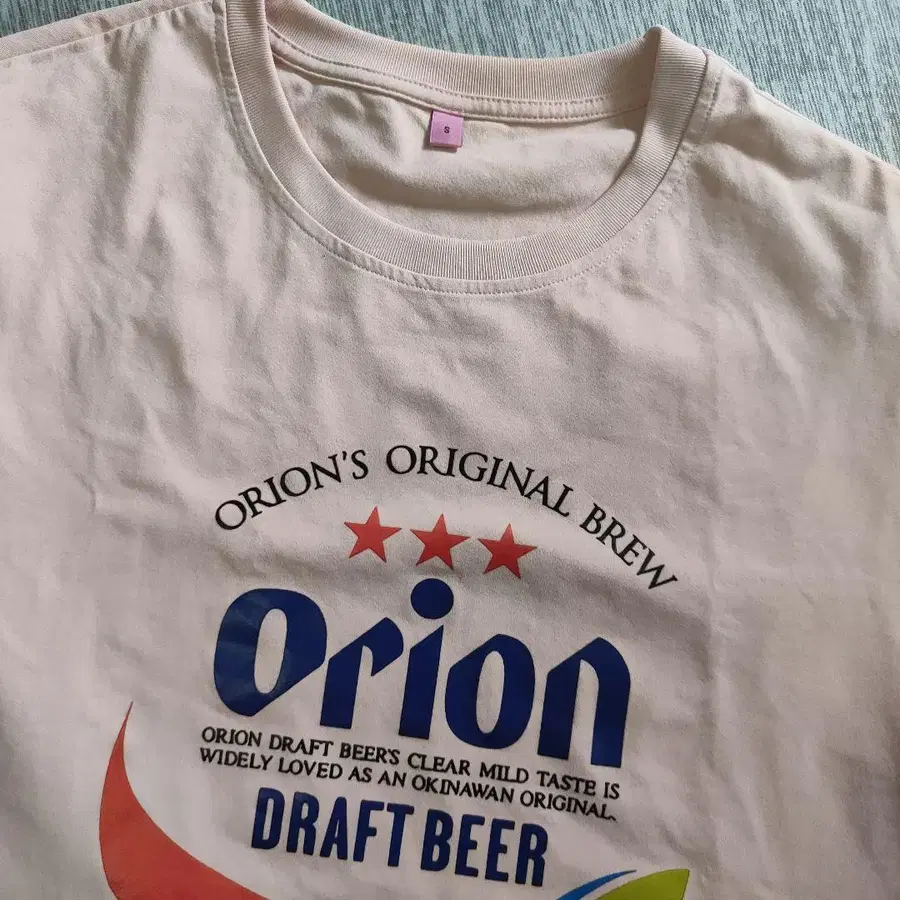 S
ORION'S ORIGINAL BREW
Orion
ORION DRAFT BEER'S CLEAR MILD TASTE IS
WIDELY LOVED AS AN OKINAWAN ORIGINAL.
DRAFT BEER